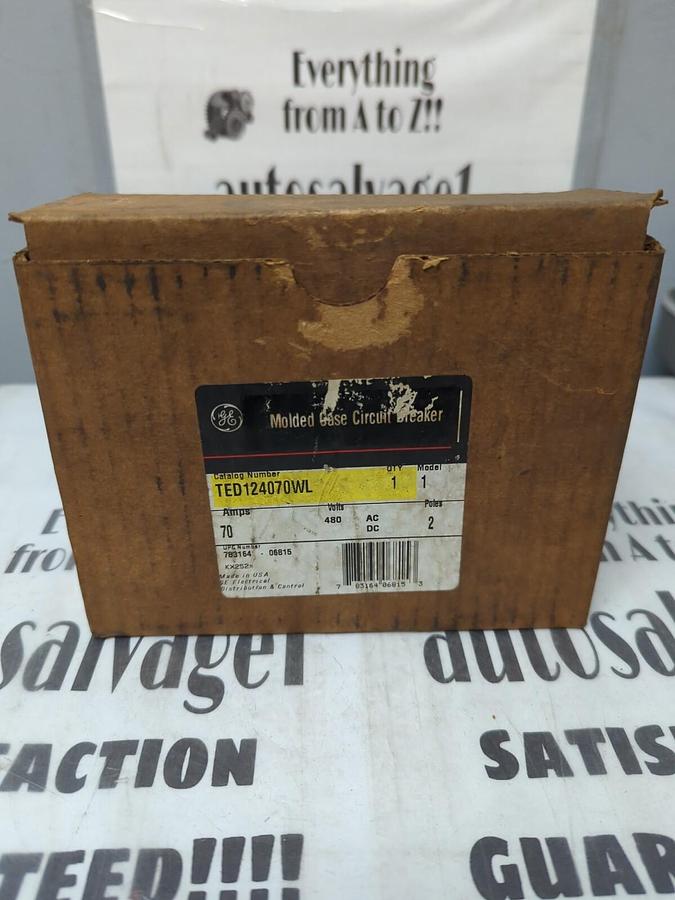 Everything
from A to Z!!
autosalvage1
GE
Molded Case Circuit Breaker
Catalog Number QTY Model
TED124070WL 1 1
Amps Volts Poles
70 480 AC DC 2
UPC Number
783164 - 06815
Made in USA
GE Electrical
Distribution & Control
7 83164 06815 3
salvage1 autosa
FACTION SATIS
TEED!!!! GUAR